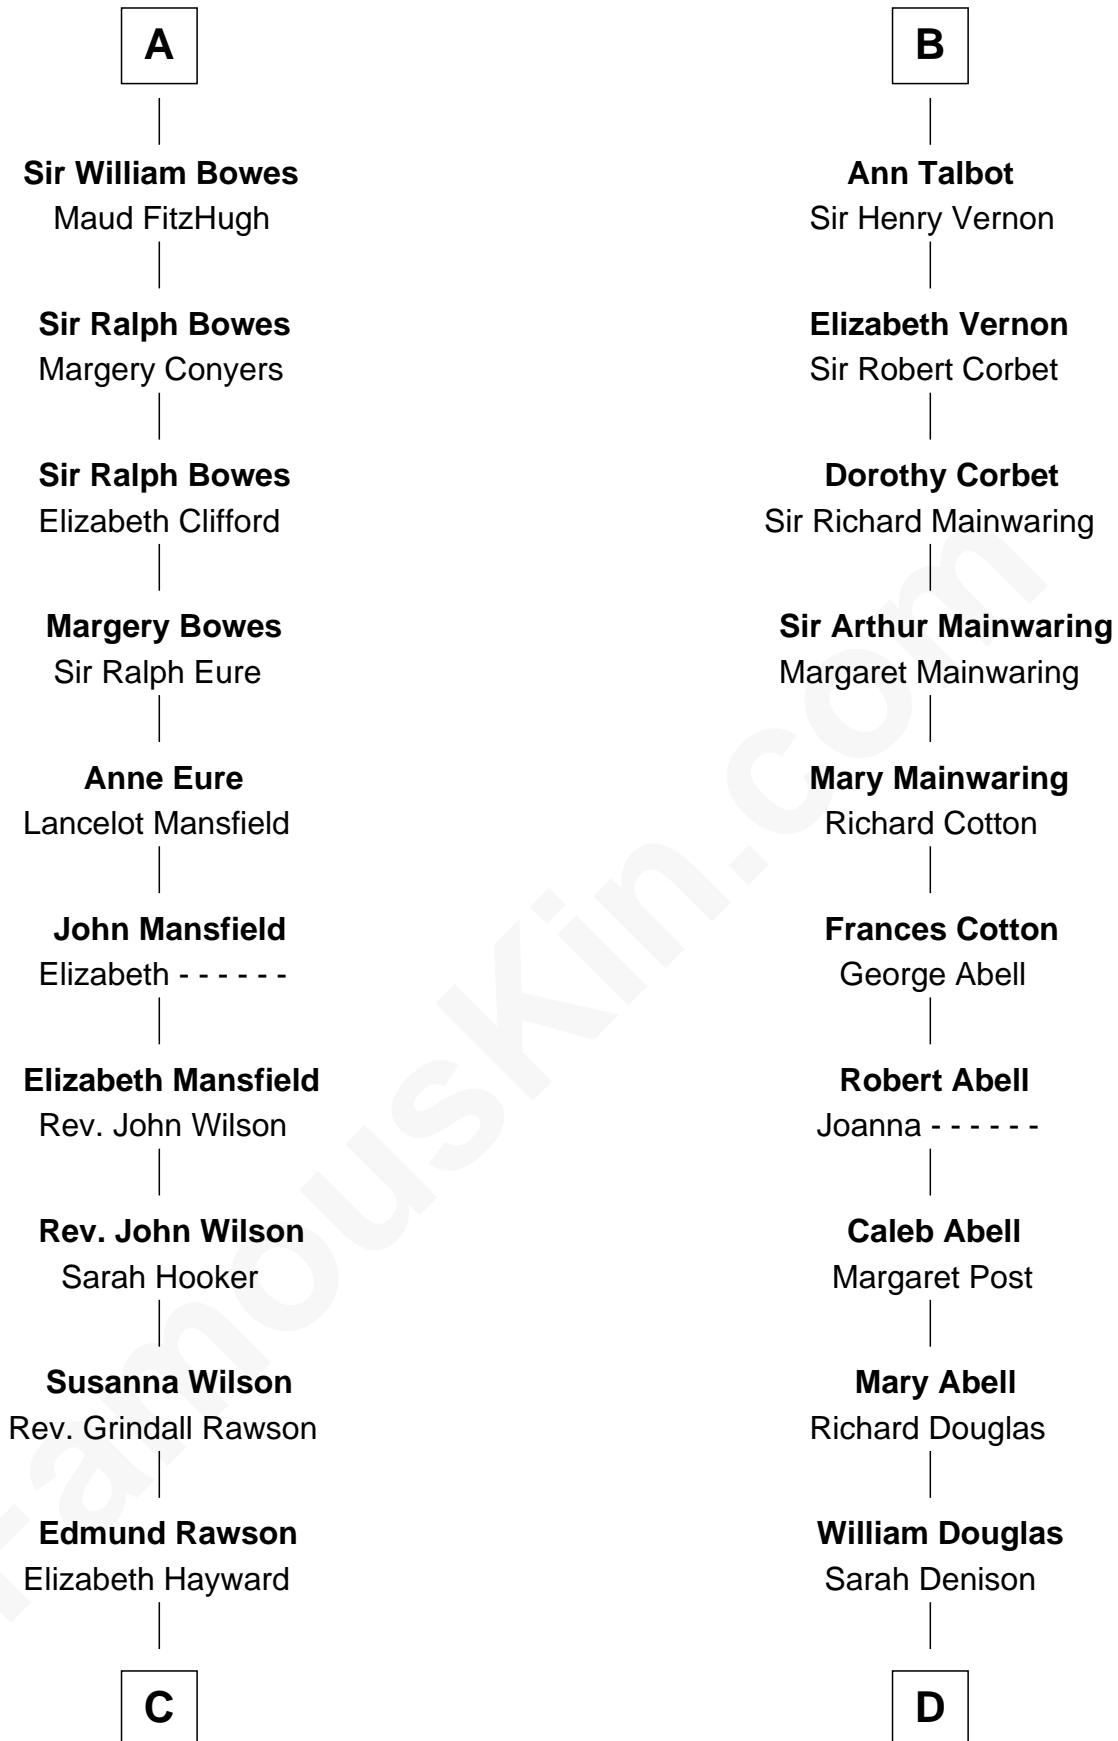 A
Sir William Bowes
Maud FitzHugh
Sir Ralph Bowes
Margery Conyers
Sir Ralph Bowes
Elizabeth Clifford
Margery Bowes
Sir Ralph Eure
Anne Eure
Lancelot Mansfield
John Mansfield
Elizabeth - - - - - -
Elizabeth Mansfield
Rev. John Wilson
Rev. John Wilson
Sarah Hooker
Susanna Wilson
Rev. Grindall Rawson
Edmund Rawson
Elizabeth Hayward
C
B
Ann Talbot
Sir Henry Vernon
Elizabeth Vernon
Sir Robert Corbet
Dorothy Corbet
Sir Richard Mainwaring
Sir Arthur Mainwaring
Margaret Mainwaring
Mary Mainwaring
Richard Cotton
Frances Cotton
George Abell
Robert Abell
Joanna - - - - - -
Caleb Abell
Margaret Post
Mary Abell
Richard Douglas
William Douglas
Sarah Denison
D
FamousKin.com